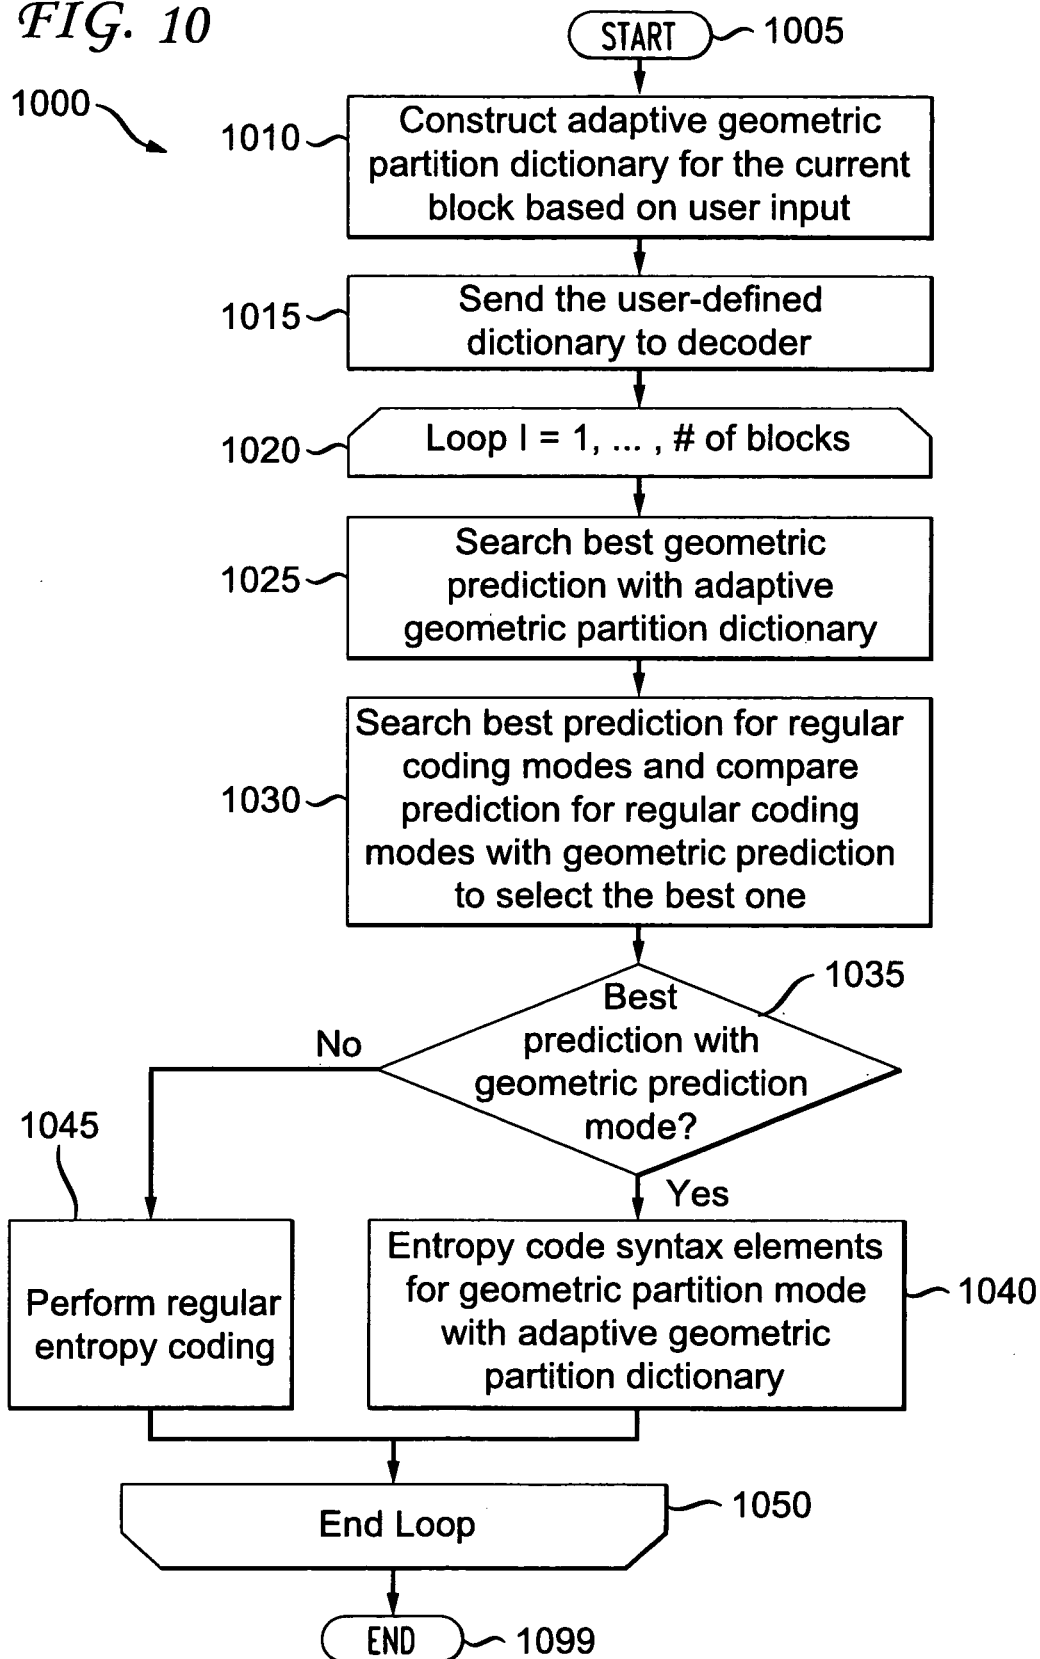 FIG. 10
START
1005
1000
1010
Construct adaptive geometric
partition dictionary for the current
block based on user input
1015
Send the user-defined
dictionary to decoder
1020
Loop I = 1, ... , # of blocks
1025
Search best geometric
prediction with adaptive
geometric partition dictionary
1030
Search best prediction for regular
coding modes and compare
prediction for regular coding
modes with geometric prediction
to select the best one
1035
Best
prediction with
geometric prediction
mode?
No
Yes
1045
Perform regular
entropy coding
Entropy code syntax elements
for geometric partition mode
with adaptive geometric
partition dictionary
1040
End Loop
1050
END
1099